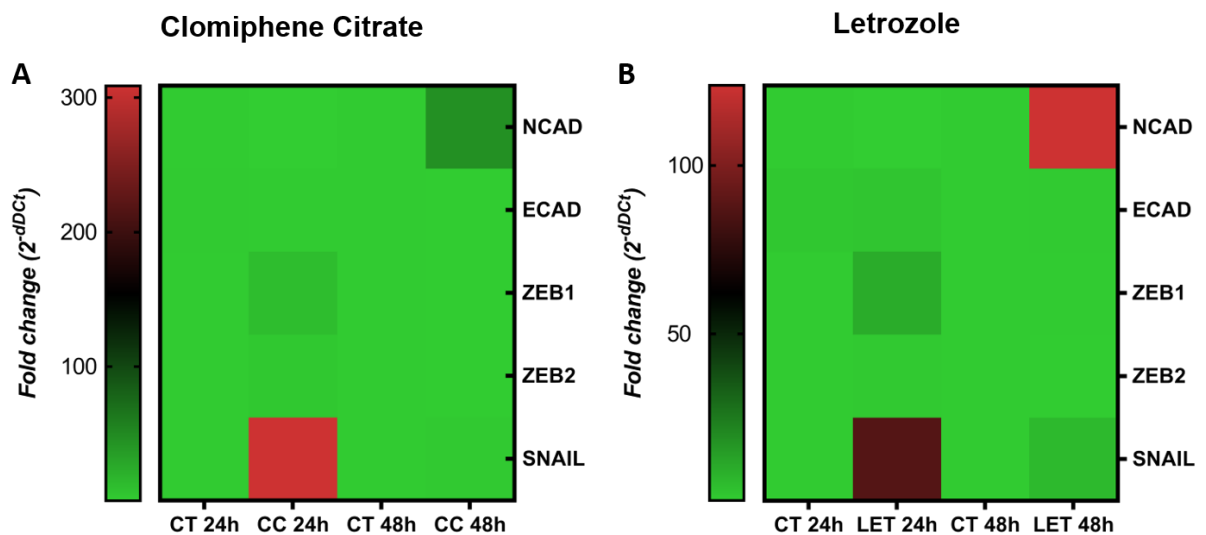 Clomiphene Citrate
A
300
200
100
Fold change (2^-dDCt)
NCAD
ECAD
ZEB1
ZEB2
SNAIL
CT 24h CC 24h CT 48h CC 48h
Letrozole
B
100
50
Fold change (2^-dDCt)
NCAD
ECAD
ZEB1
ZEB2
SNAIL
CT 24h LET 24h CT 48h LET 48h